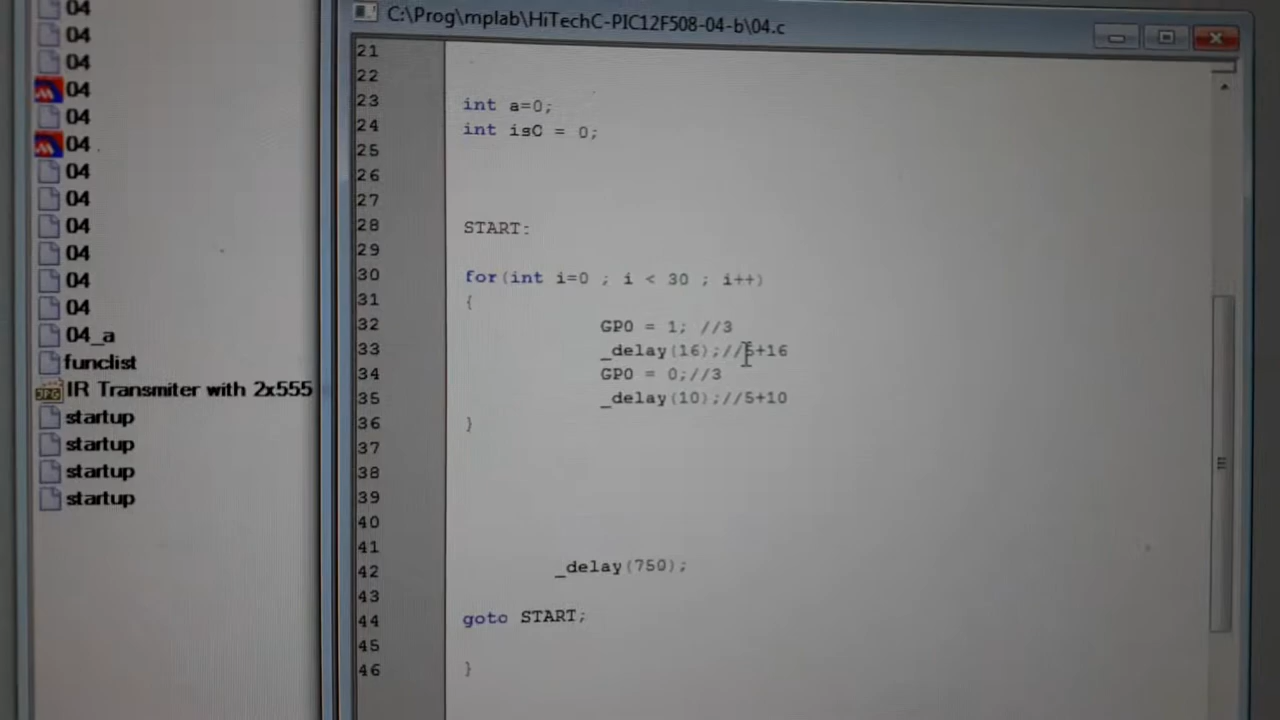 04
04
04
04
04
04
04
04
04
04
04
04
04_a
funclist
IR Transmiter with 2x555
startup
startup
startup
startup
C:\Prog\mplab\HiTechC-PIC12F508-04-b\04.c
21
22
23 int a=0;
24 int isO = 0;
25
26
27
28 START:
29
30 for(int i=0 ; i < 30 ; i++)
31 {
32 GP0 = 1; //3
33 _delay(16);//5+16
34 GP0 = 0;//3
35 _delay(10);//5+10
36 }
37
38
39
40
41
42 _delay(750);
43
44 goto START;
45
46 }